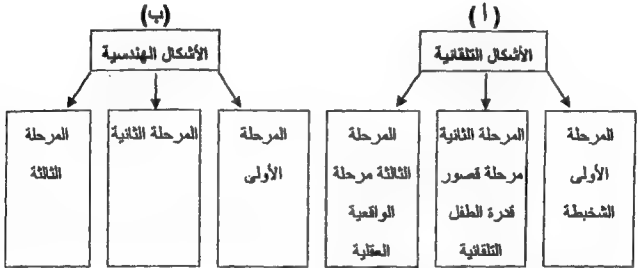 (أ)
الأشكال التلقائية
المرحلة
الأولى
الشخبطة
المرحلة الثانية
مرحلة قصور
قدرة الطفل
التلقائية
المرحلة
الثالثة مرحلة
الواقعية
العقلية
(ب)
الأشكال الهندسية
المرحلة
الأولى
المرحلة الثانية
المرحلة
الثالثة